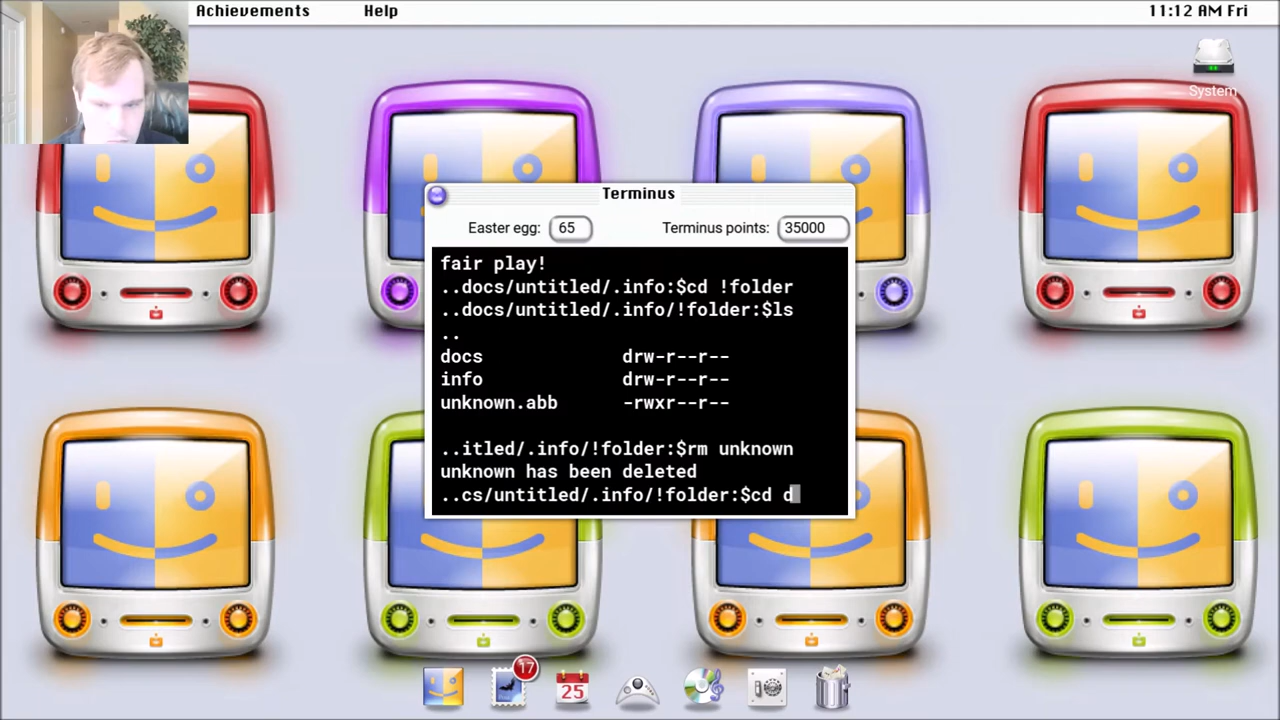 Achievements Help 11:12 AM Fri
System
Terminus
Easter egg: 65 Terminus points: 35000
fair play!
..docs/untitled/.info:$cd !folder
..docs/untitled/.info/!folder:$ls
..
docs drw-r--r--
info drw-r--r--
unknown.abb -rwxr--r--
..itled/.info/!folder:$rm unknown
unknown has been deleted
..cs/untitled/.info/!folder:$cd d
17
25